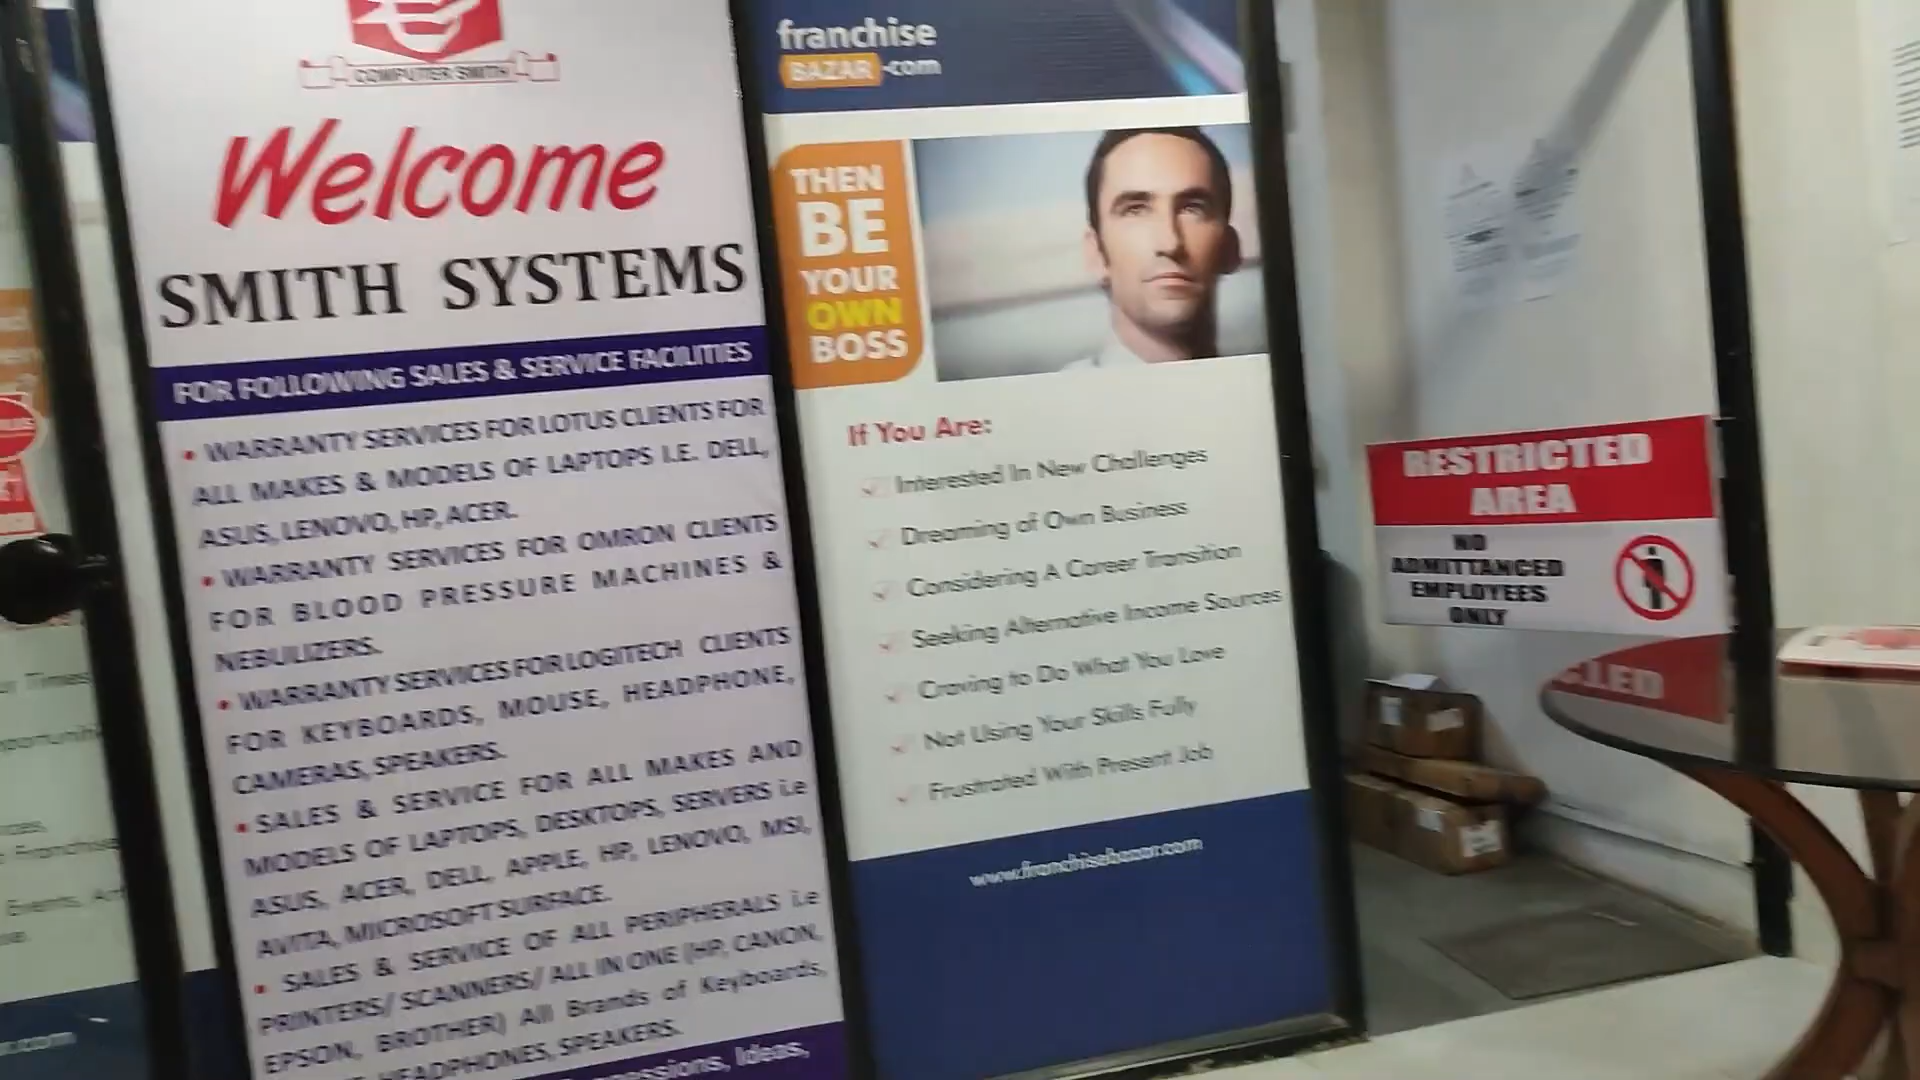 COMPUTER SMITH
Welcome
SMITH SYSTEMS
FOR FOLLOWING SALES & SERVICE FACILITIES
• WARRANTY SERVICES FOR LOTUS CLIENTS FOR
ALL MAKES & MODELS OF LAPTOPS I.E. DELL,
ASUS, LENOVO, HP, ACER.
• WARRANTY SERVICES FOR OMRON CLIENTS
FOR BLOOD PRESSURE MACHINES &
NEBULIZERS.
• WARRANTY SERVICES FOR LOGITECH CLIENTS
FOR KEYBOARDS, MOUSE, HEADPHONE,
CAMERAS, SPEAKERS.
• SALES & SERVICE FOR ALL MAKES AND
MODELS OF LAPTOPS, DESKTOPS, SERVERS i.e
ASUS, ACER, DELL, APPLE, HP, LENOVO, MSI,
AVITA, MICROSOFT SURFACE.
• SALES & SERVICE OF ALL PERIPHERALS i.e
PRINTERS/ SCANNERS/ ALL IN ONE (HP, CANON,
EPSON, BROTHER) All Brands of Keyboards,
HEADPHONES, SPEAKERS.
Ideas,
franchise
BAZAR.com
THEN
BE
YOUR
OWN
BOSS
If You Are:
Interested In New Challenges
Dreaming of Own Business
Considering A Career Transition
Seeking Alternative Income Sources
Craving to Do What You Love
Not Using Your Skills Fully
Frustrated With Present Job
www.franchisebazar.com
RESTRICTED
AREA
NO
ADMITTANCED
EMPLOYEES
ONLY